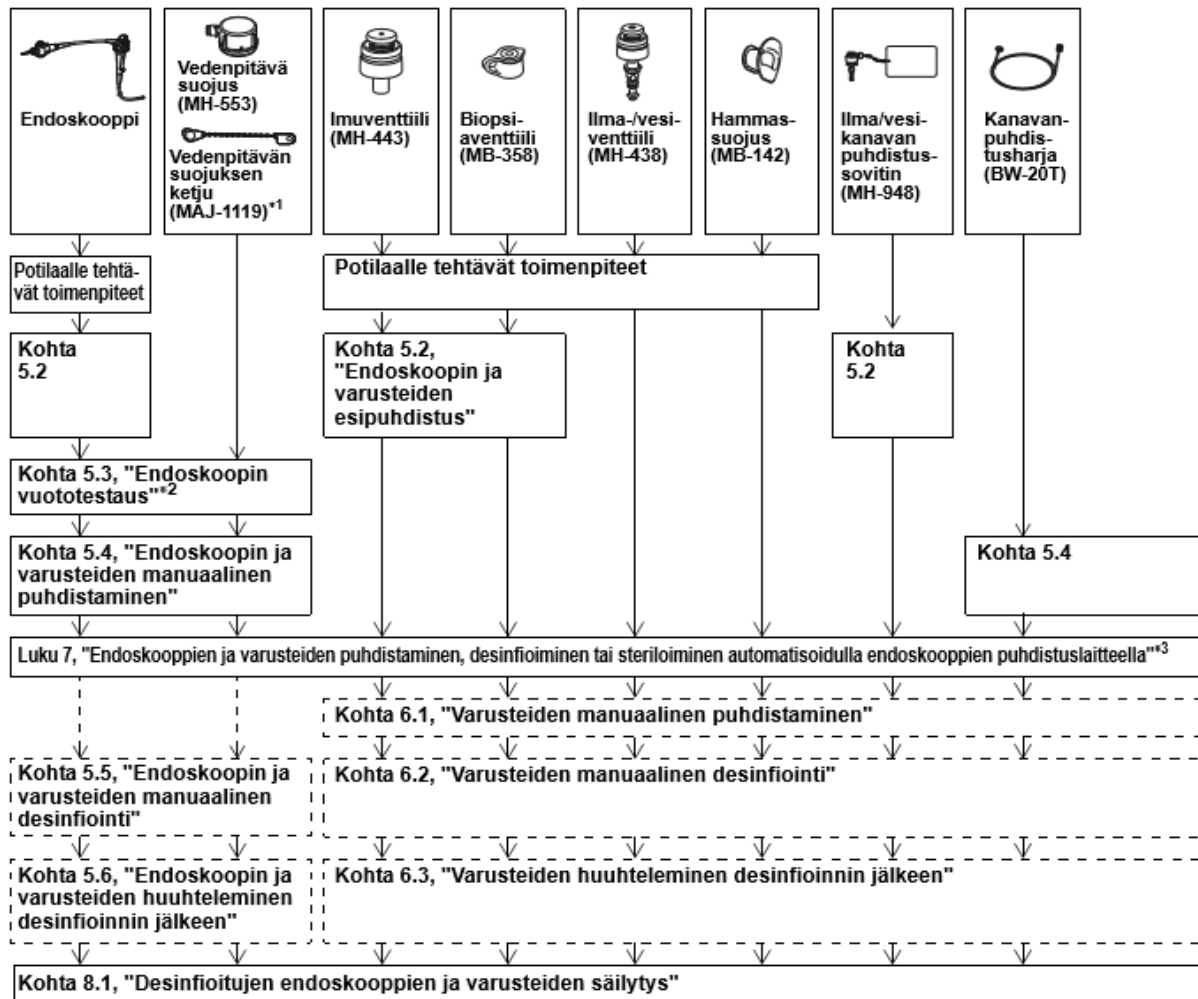 Endoskooppi
Vedenpitävä
suojus
(MH-553)
Vedenpitävän
suojuksen
ketju
(MAJ-1119)*1
Imuventtiili
(MH-443)
Biopsi-
aventtiili
(MB-358)
Ilma-/vesi-
venttiili
(MH-438)
Hammas-
suojus
(MB-142)
Ilma/vesi-
kanavan
puhdistus-
sovitin
(MH-948)
Kanavan-
puhdi-
stusharja
(BW-20T)
Potilaalle tehtä-
vät toimenpiteet
Potilaalle tehtävät toimenpiteet
Kohta
5.2
Kohta 5.2,
"Endoskoopin ja
varusteiden
esipuhdistus"
Kohta
5.2
Kohta 5.3, "Endoskoopin
vuototestaus"*2
Kohta 5.4, "Endoskoopin ja
varusteiden manuaalinen
puhdistaminen"
Kohta 5.4
Luku 7, "Endoskooppien ja varusteiden puhdistaminen, desinfioiminen tai steriloiminen automatisoidulla endoskooppien puhdistuslaitteella"*3
Kohta 6.1, "Varusteiden manuaalinen puhdistaminen"
Kohta 5.5, "Endoskoopin ja
varusteiden manuaalinen
desinfiointi"
Kohta 6.2, "Varusteiden manuaalinen desinfiointi"
Kohta 5.6, "Endoskoopin ja
varusteiden huuhteleminen
desinfioinnin jälkeen"
Kohta 6.3, "Varusteiden huuhteleminen desinfioinnin jälkeen"
Kohta 8.1, "Desinfioitujen endoskooppien ja varusteiden säilytys"